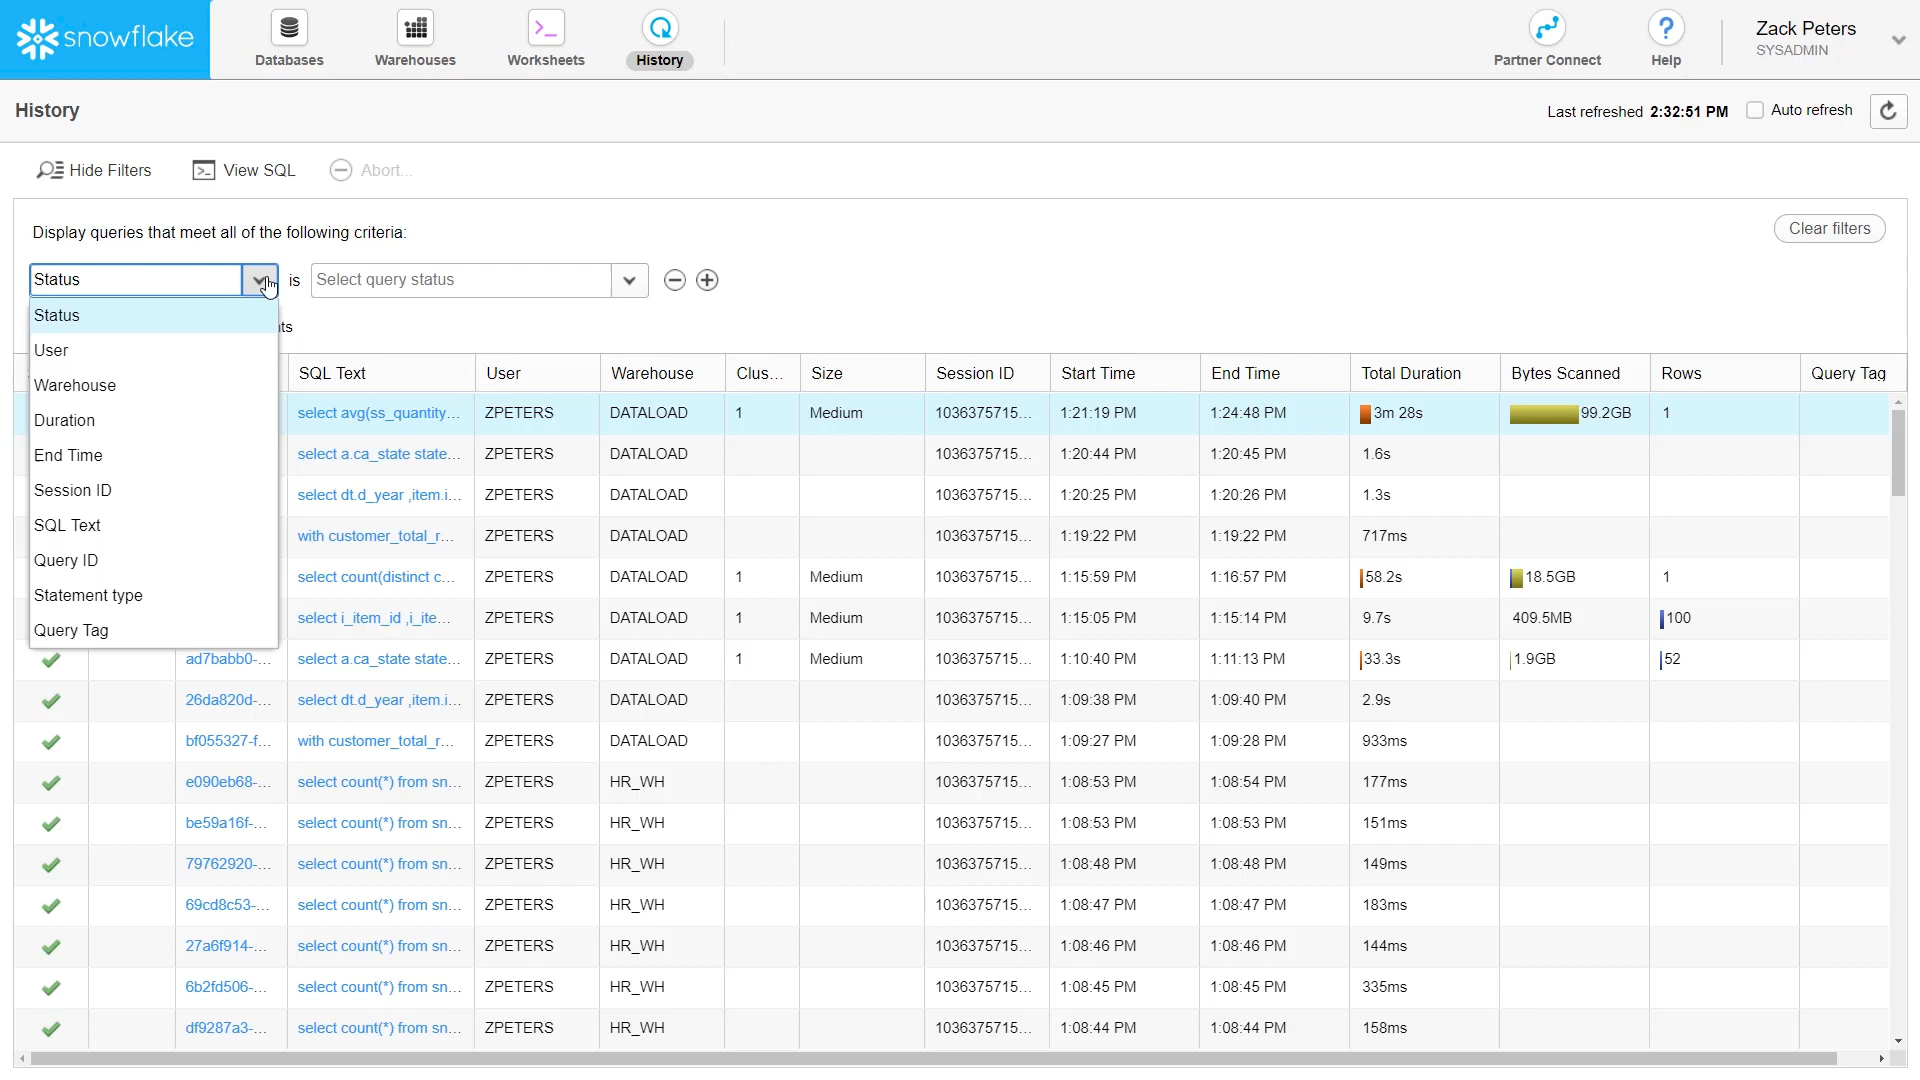 snowflake
Databases
Warehouses
Worksheets
History
Partner Connect
Help
Zack Peters
SYSADMIN
History
Last refreshed 2:32:51 PM
Auto refresh
Hide Filters
View SQL
Abort...
Display queries that meet all of the following criteria:
Clear filters
Status
is
Select query status
Status
User
Warehouse
Duration
End Time
Session ID
SQL Text
Query ID
Statement type
Query Tag
SQL Text User Warehouse Clus... Size Session ID Start Time End Time Total Duration Bytes Scanned Rows Query Tag
select avg(ss_quantity... ZPETERS DATALOAD 1 Medium 1036375715... 1:21:19 PM 1:24:48 PM 3m 28s 99.2GB 1
select a.ca_state state... ZPETERS DATALOAD 1036375715... 1:20:44 PM 1:20:45 PM 1.6s
select dt.d_year ,item.i... ZPETERS DATALOAD 1036375715... 1:20:25 PM 1:20:26 PM 1.3s
with customer_total_r... ZPETERS DATALOAD 1036375715... 1:19:22 PM 1:19:22 PM 717ms
select count(distinct c... ZPETERS DATALOAD 1 Medium 1036375715... 1:15:59 PM 1:16:57 PM 58.2s 18.5GB 1
select i_item_id ,i_ite... ZPETERS DATALOAD 1 Medium 1036375715... 1:15:05 PM 1:15:14 PM 9.7s 409.5MB 100
ad7babb0-... select a.ca_state state... ZPETERS DATALOAD 1 Medium 1036375715... 1:10:40 PM 1:11:13 PM 33.3s 1.9GB 52
26da820d-... select dt.d_year ,item.i... ZPETERS DATALOAD 1036375715... 1:09:38 PM 1:09:40 PM 2.9s
bf055327-f... with customer_total_r... ZPETERS DATALOAD 1036375715... 1:09:27 PM 1:09:28 PM 933ms
e090eb68-... select count(*) from sn... ZPETERS HR_WH 1036375715... 1:08:53 PM 1:08:54 PM 177ms
be59a16f-... select count(*) from sn... ZPETERS HR_WH 1036375715... 1:08:53 PM 1:08:53 PM 151ms
79762920-... select count(*) from sn... ZPETERS HR_WH 1036375715... 1:08:48 PM 1:08:48 PM 149ms
69cd8c53-... select count(*) from sn... ZPETERS HR_WH 1036375715... 1:08:47 PM 1:08:47 PM 183ms
27a6f914-... select count(*) from sn... ZPETERS HR_WH 1036375715... 1:08:46 PM 1:08:46 PM 144ms
6b2fd506-... select count(*) from sn... ZPETERS HR_WH 1036375715... 1:08:45 PM 1:08:45 PM 335ms
df9287a3-... select count(*) from sn... ZPETERS HR_WH 1036375715... 1:08:44 PM 1:08:44 PM 158ms